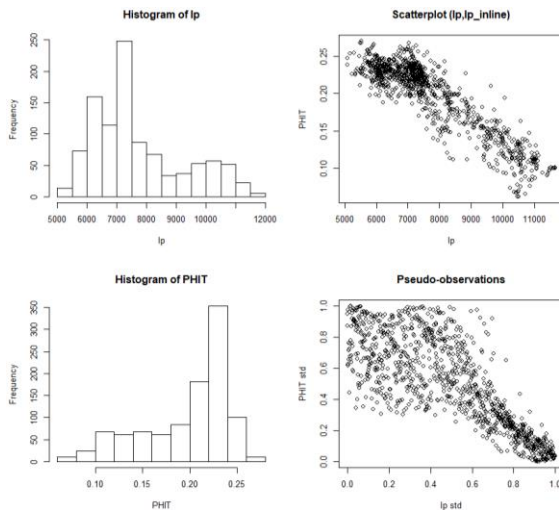 Histogram of Ip
Frequency
0 50 100 150 200 250
5000 6000 7000 8000 9000 10000 12000
Ip
Scatterplot (Ip,Ip_inline)
PHIT
0.10 0.15 0.20 0.25
5000 6000 7000 8000 9000 10000 11000
Ip
Histogram of PHIT
Frequency
0 50 100 150 200 250 300 350
0.10 0.15 0.20 0.25
PHIT
Pseudo-observations
PHIT std
0.0 0.2 0.4 0.6 0.8 1.0
0.0 0.2 0.4 0.6 0.8 1.0
Ip std